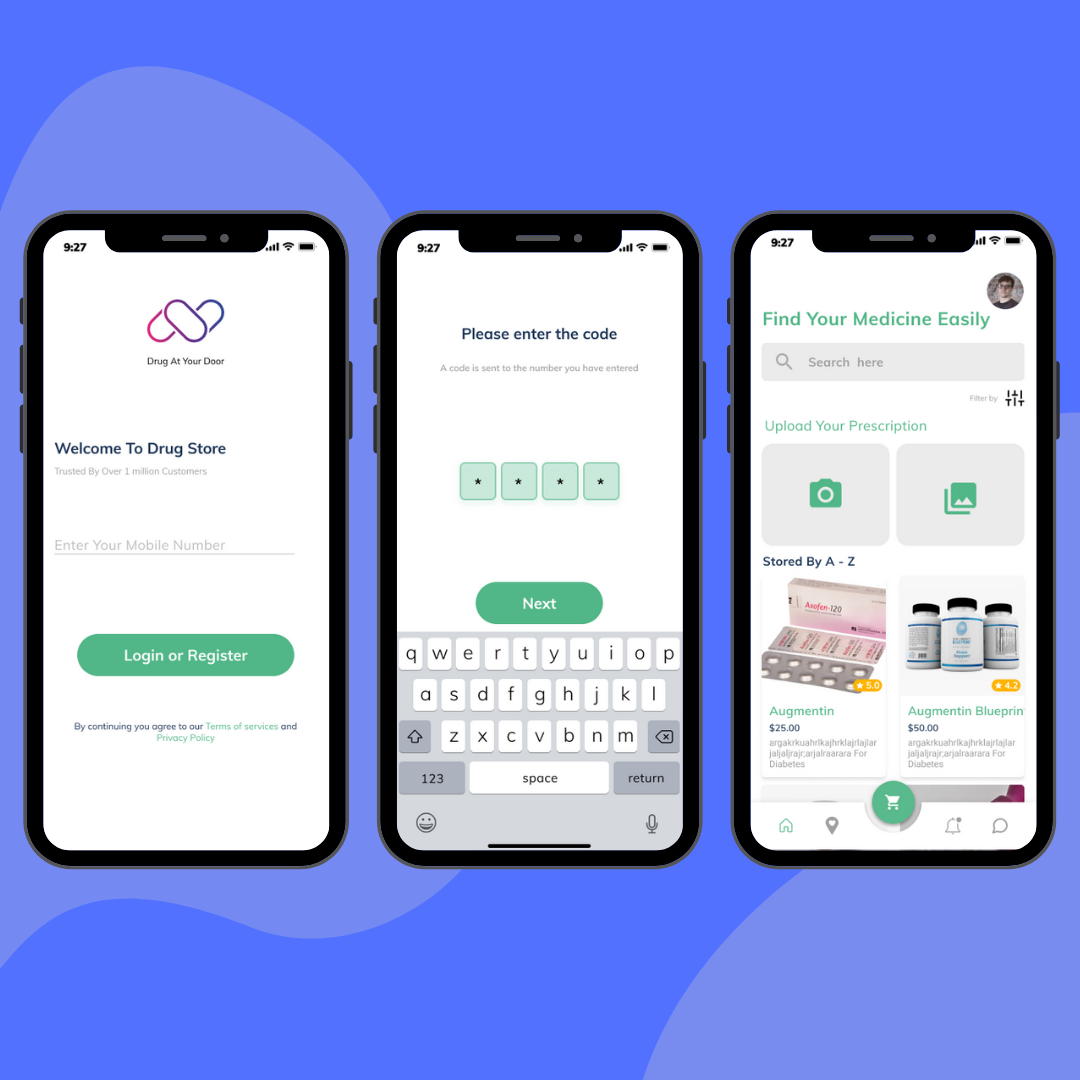 9:27
Drug At Your Door
Welcome To Drug Store
Trusted By Over 1 million Customers
Enter Your Mobile Number
Login or Register
By continuing you agree to our Terms of services and
Privacy Policy
9:27
Please enter the code
A code is sent to the number you have entered
* * * *
Next
q w e r t y u i o p
a s d f g h j k l
z x c v b n m
123 space return
9:27
Find Your Medicine Easily
Search here
Filter by
Upload Your Prescription
Stored By A - Z
Axofen-120
5.0
Augmentin
$25.00
argakrkuahrlkajhrklajrlajlar
jaljaljrajr;arjalraarara For
Diabetes
4.2
Augmentin Blueprin
$50.00
argakrkuahrlkajhrklajrlajlar
jaljaljrajr;arjalraarara For
Diabetes